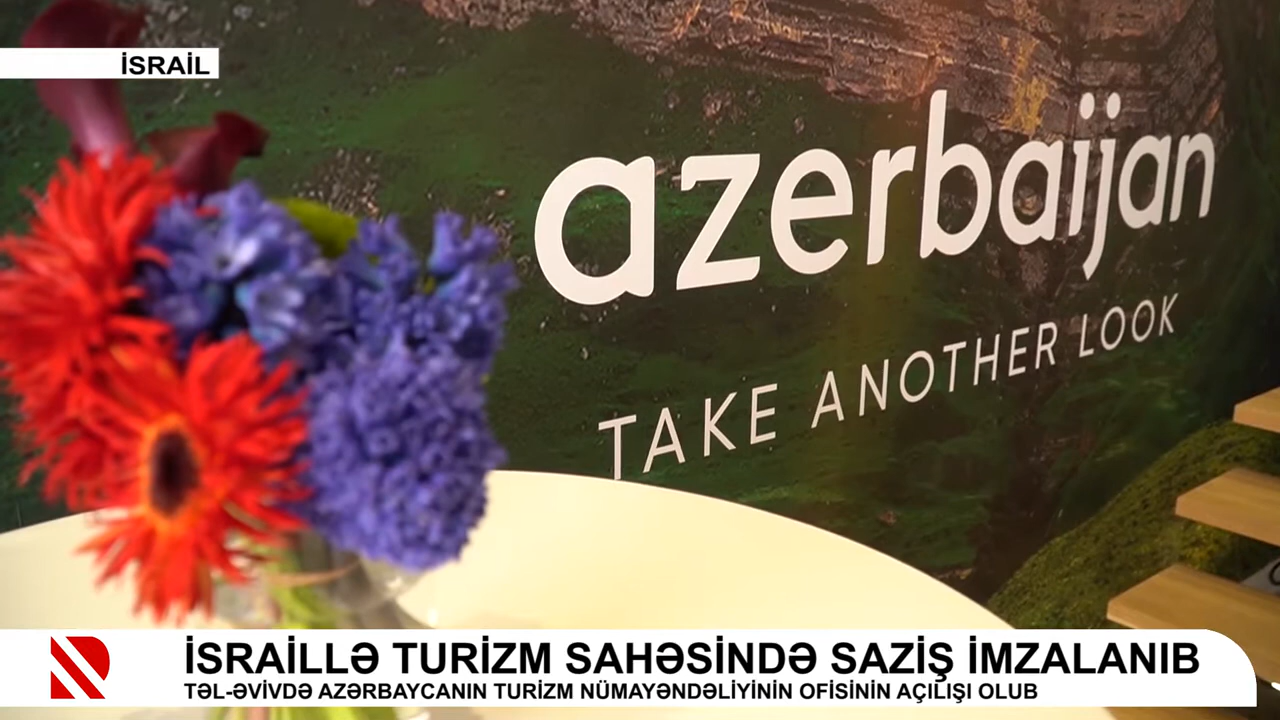 İSRAİL
azerbaijan
TAKE ANOTHER LOOK
İSRAİLLƏ TURİZM SAHƏSİNDƏ SAZİŞ İMZALANIB
TƏL-ƏVİVDƏ AZƏRBAYCANIN TURİZM NÜMAYƏNDƏLİYİNİN OFİSİNİN AÇILIŞI OLUB